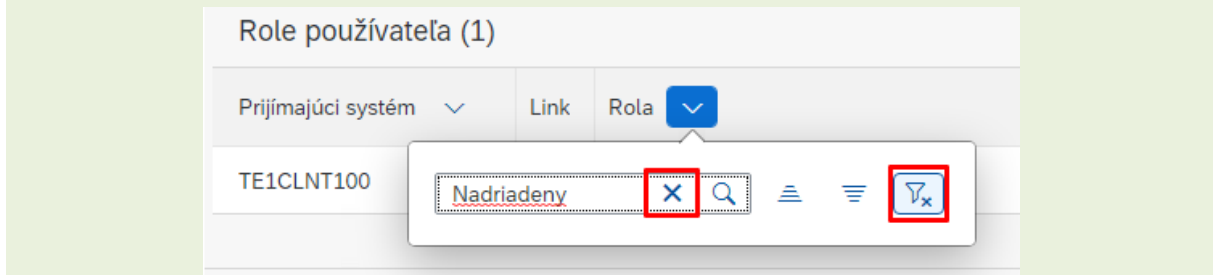 Role používateľa (1)
Prijímajúci systém Link Rola
TE1CLNT100
Nadriadeny